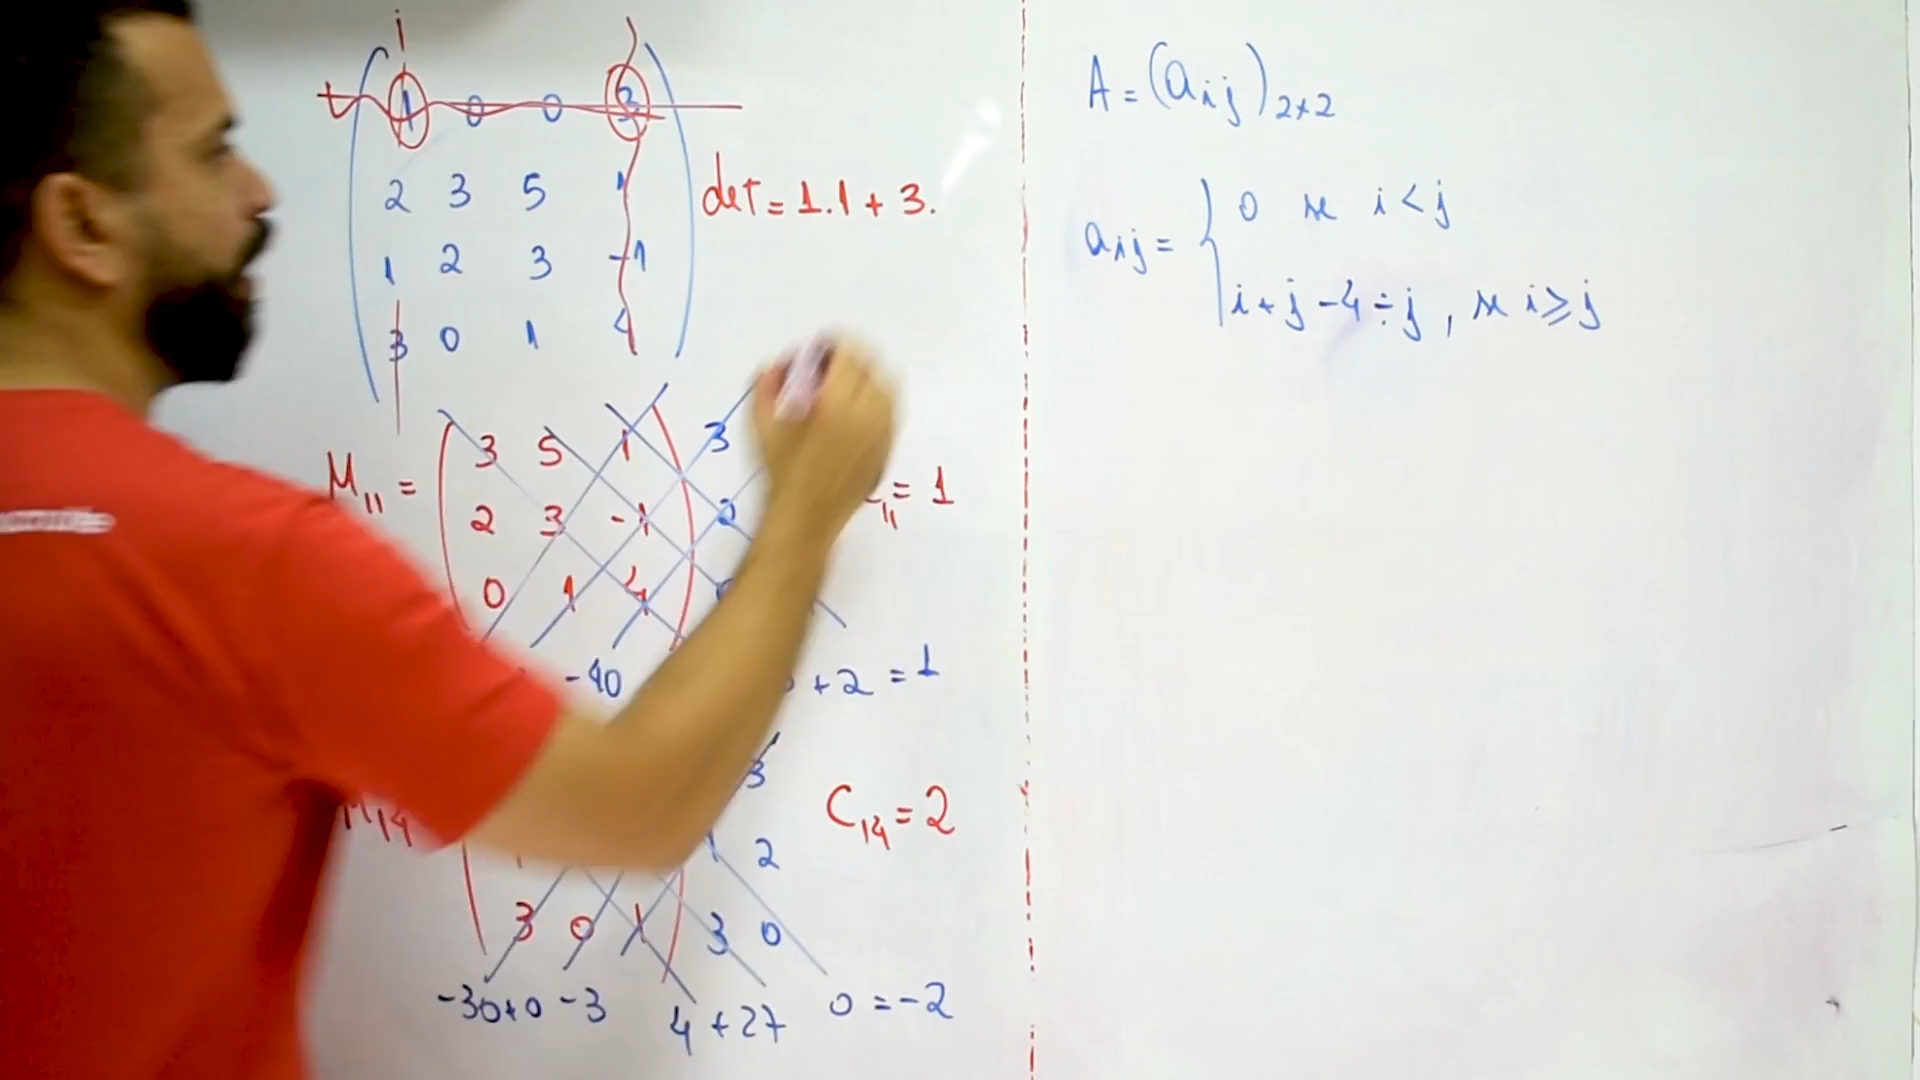 1 0 0 3
2 3 5 1
1 2 3 -1
3 0 1 4
det = 1.1 + 3.
M11 =
3 5 1 3
2 3 -1 2
0 1 4
= 1
-40
+2 = 1
M14
3
2
3 0 1 3 0
C14 = 2
-30+0 -3 4 +27 0 = -2
A = (aij)2x2
aij =
0 se i < j
i + j - 4 ÷ j , se i ≥ j